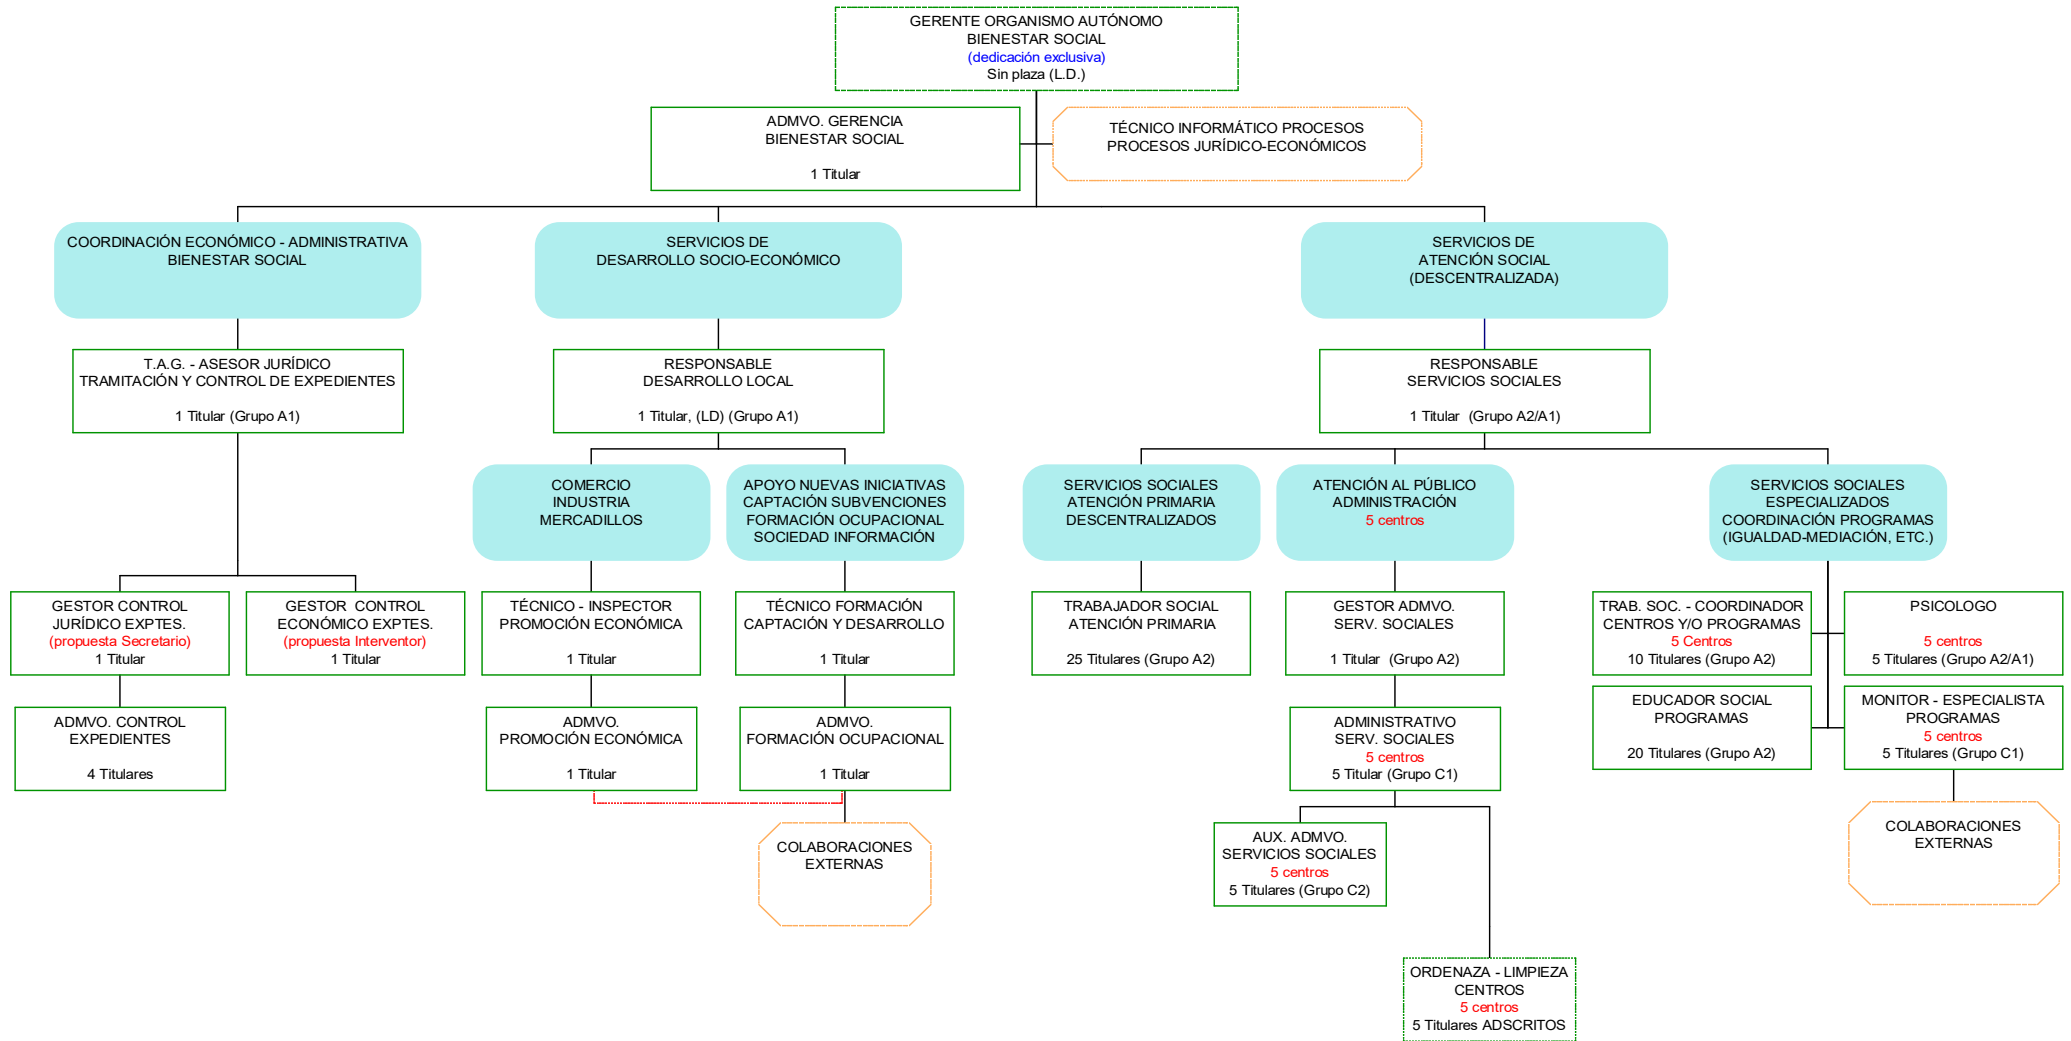 GERENTE ORGANISMO AUTÓNOMO
BIENESTAR SOCIAL
(dedicación exclusiva)
Sin plaza (L.D.)
ADMVO. GERENCIA
BIENESTAR SOCIAL
1 Titular
TÉCNICO INFORMÁTICO PROCESOS
PROCESOS JURÍDICO-ECONÓMICOS
COORDINACIÓN ECONÓMICO - ADMINISTRATIVA
BIENESTAR SOCIAL
SERVICIOS DE
DESARROLLO SOCIO-ECONÓMICO
SERVICIOS DE
ATENCIÓN SOCIAL
(DESCENTRALIZADA)
T.A.G. - ASESOR JURÍDICO
TRAMITACIÓN Y CONTROL DE EXPEDIENTES
1 Titular (Grupo A1)
RESPONSABLE
DESARROLLO LOCAL
1 Titular, (LD) (Grupo A1)
RESPONSABLE
SERVICIOS SOCIALES
1 Titular  (Grupo A2/A1)
COMERCIO
INDUSTRIA
MERCADILLOS
APOYO NUEVAS INICIATIVAS
CAPTACIÓN SUBVENCIONES
FORMACIÓN OCUPACIONAL
SOCIEDAD INFORMACIÓN
SERVICIOS SOCIALES
ATENCIÓN PRIMARIA
DESCENTRALIZADOS
ATENCIÓN AL PÚBLICO
ADMINISTRACIÓN
5 centros
SERVICIOS SOCIALES
ESPECIALIZADOS
COORDINACIÓN PROGRAMAS
(IGUALDAD-MEDIACIÓN, ETC.)
GESTOR CONTROL
JURÍDICO EXPTES.
(propuesta Secretario)
1 Titular
GESTOR  CONTROL
ECONÓMICO EXPTES.
(propuesta Interventor)
1 Titular
TÉCNICO - INSPECTOR
PROMOCIÓN ECONÓMICA
1 Titular
TÉCNICO FORMACIÓN
CAPTACIÓN Y DESARROLLO
1 Titular
TRABAJADOR SOCIAL
ATENCIÓN PRIMARIA
25 Titulares (Grupo A2)
GESTOR ADMVO.
SERV. SOCIALES
1 Titular  (Grupo A2)
TRAB. SOC. - COORDINADOR
CENTROS Y/O PROGRAMAS
5 Centros
10 Titulares (Grupo A2)
PSICOLOGO
5 centros
5 Titulares (Grupo A2/A1)
ADMVO. CONTROL
EXPEDIENTES
4 Titulares
ADMVO.
PROMOCIÓN ECONÓMICA
1 Titular
ADMVO.
FORMACIÓN OCUPACIONAL
1 Titular
ADMINISTRATIVO
SERV. SOCIALES
5 centros
5 Titular (Grupo C1)
EDUCADOR SOCIAL
PROGRAMAS
20 Titulares (Grupo A2)
MONITOR - ESPECIALISTA
PROGRAMAS
5 centros
5 Titulares (Grupo C1)
COLABORACIONES
EXTERNAS
AUX. ADMVO.
SERVICIOS SOCIALES
5 centros
5 Titulares (Grupo C2)
COLABORACIONES
EXTERNAS
ORDENAZA - LIMPIEZA
CENTROS
5 centros
5 Titulares ADSCRITOS